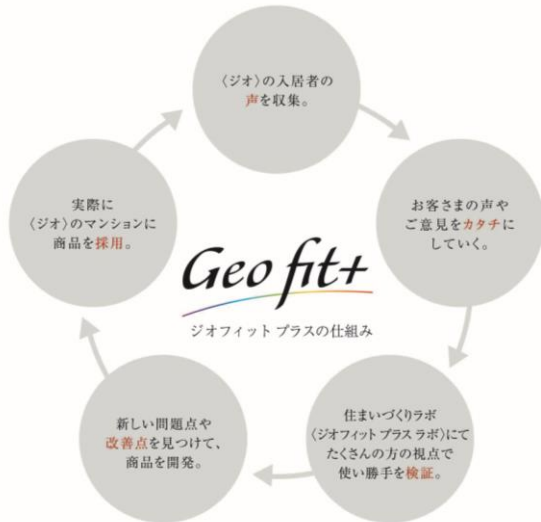 〈ジオ〉の入居者の
声を収集。
お客さまの声や
ご意見をカタチに
していく。
住まいづくりラボ
〈ジオフィット プラス ラボ〉にて
たくさんの方の視点で
使い勝手を検証。
新しい問題点や
改善点を見つけて、
商品を開発。
実際に
〈ジオ〉のマンションに
商品を採用。
Geo fit+
ジオフィット プラスの仕組み